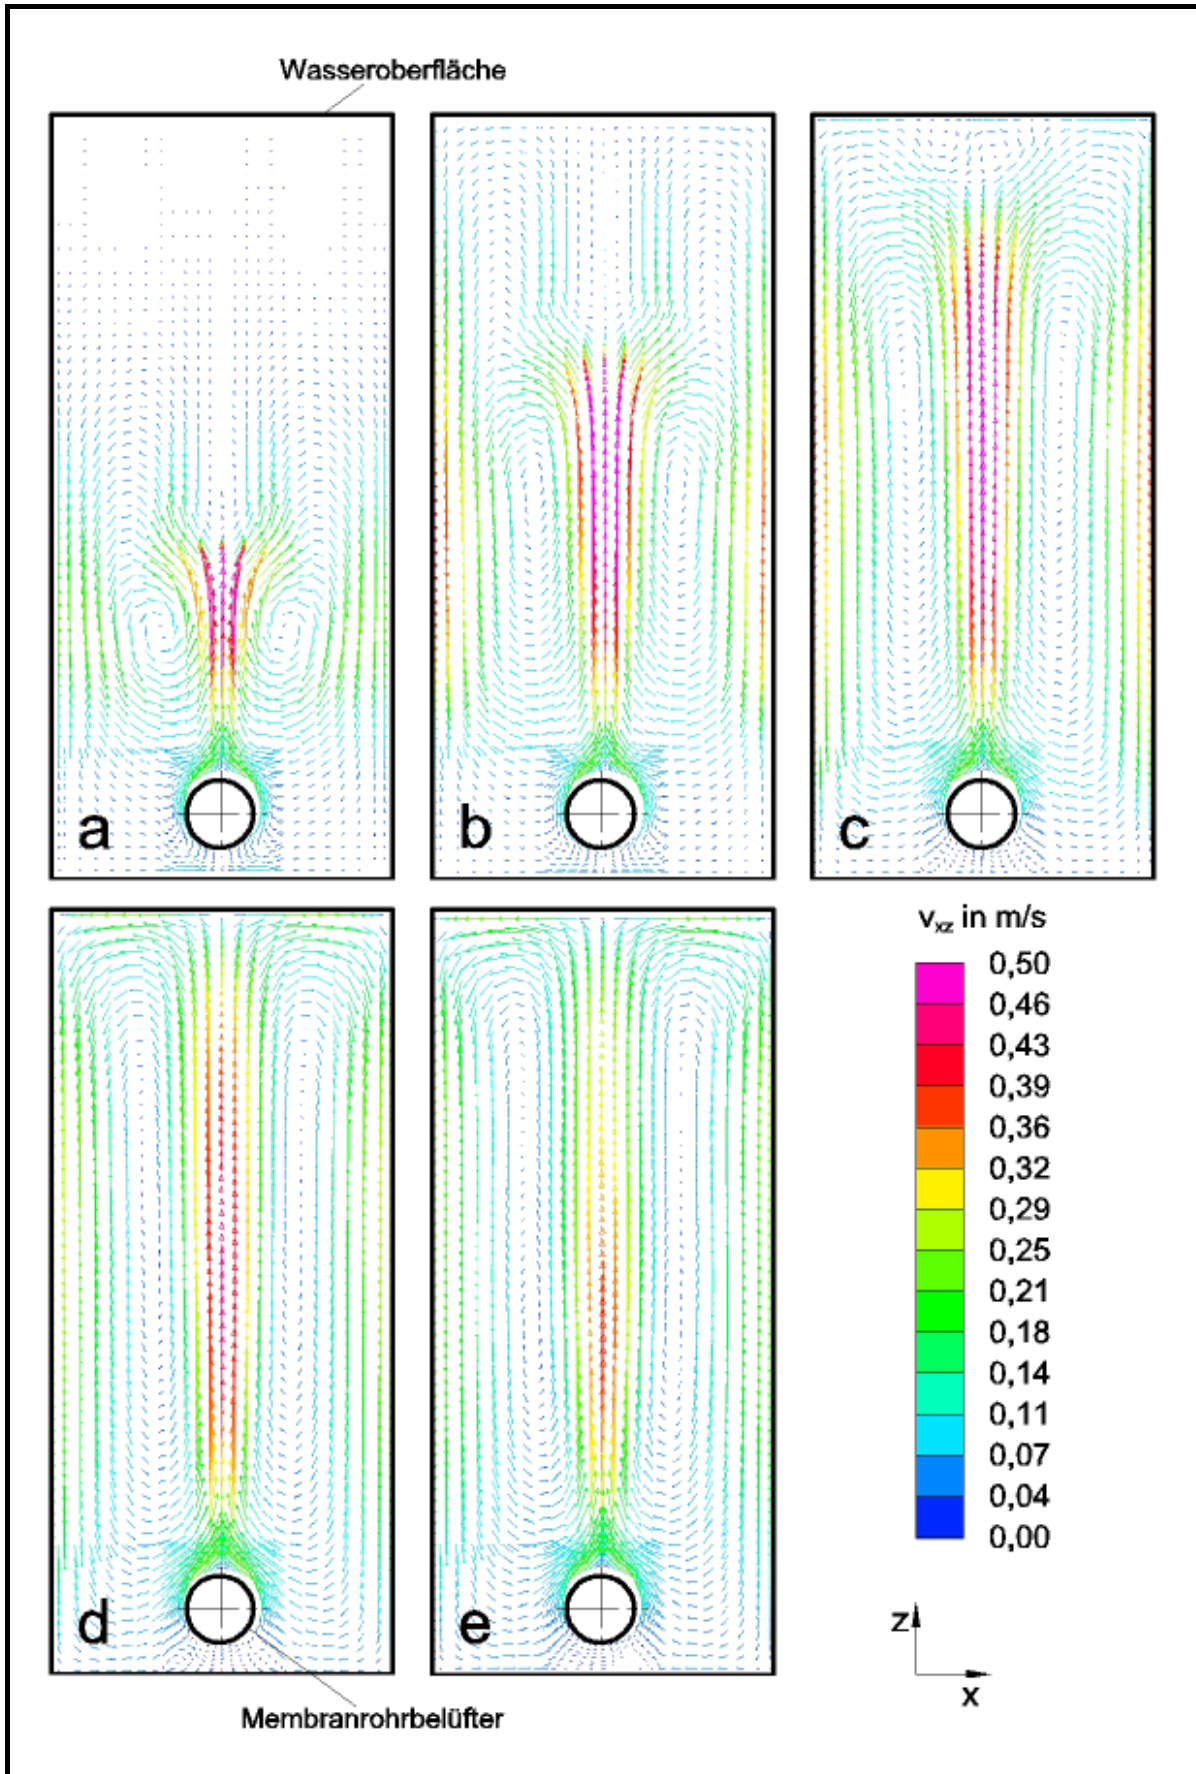 Wasseroberfläche
a
b
c
d
e
v_xz in m/s
0,50
0,46
0,43
0,39
0,36
0,32
0,29
0,25
0,21
0,18
0,14
0,11
0,07
0,04
0,00
z
x
Membranrohrbelüfter